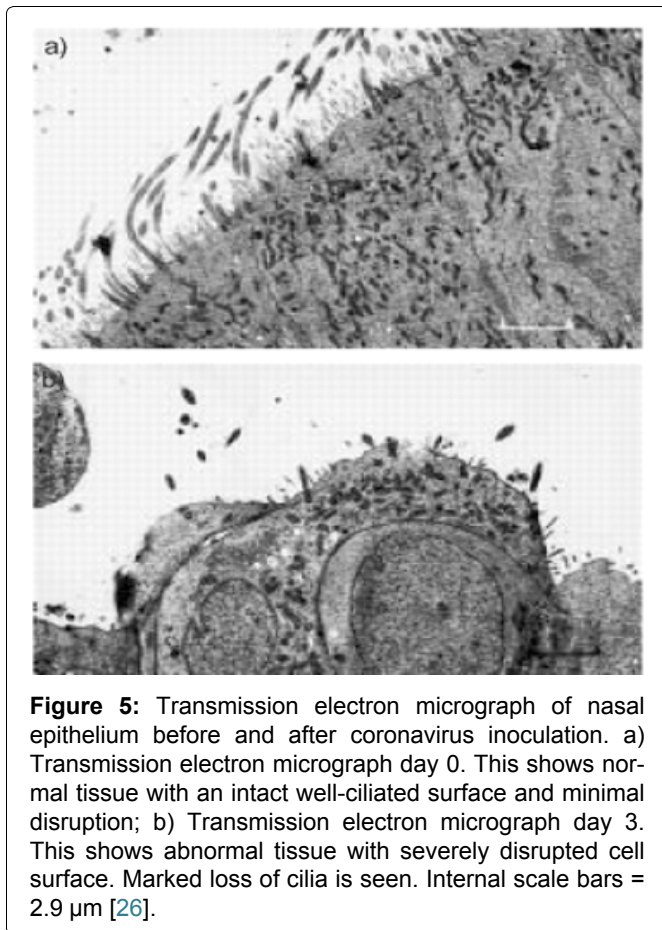 a)
b)
Figure 5: Transmission electron micrograph of nasal
epithelium before and after coronavirus inoculation. a)
Transmission electron micrograph day 0. This shows nor-
mal tissue with an intact well-ciliated surface and minimal
disruption; b) Transmission electron micrograph day 3.
This shows abnormal tissue with severely disrupted cell
surface. Marked loss of cilia is seen. Internal scale bars =
2.9 µm [26].